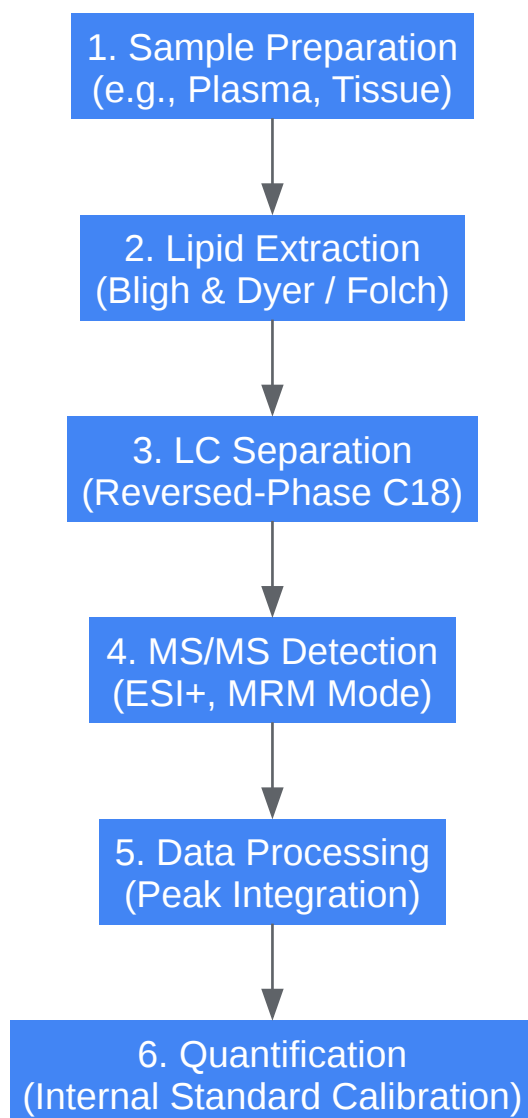 1. Sample Preparation
(e.g., Plasma, Tissue)
2. Lipid Extraction
(Bligh & Dyer / Folch)
3. LC Separation
(Reversed-Phase C18)
4. MS/MS Detection
(ESI+, MRM Mode)
5. Data Processing
(Peak Integration)
6. Quantification
(Internal Standard Calibration)